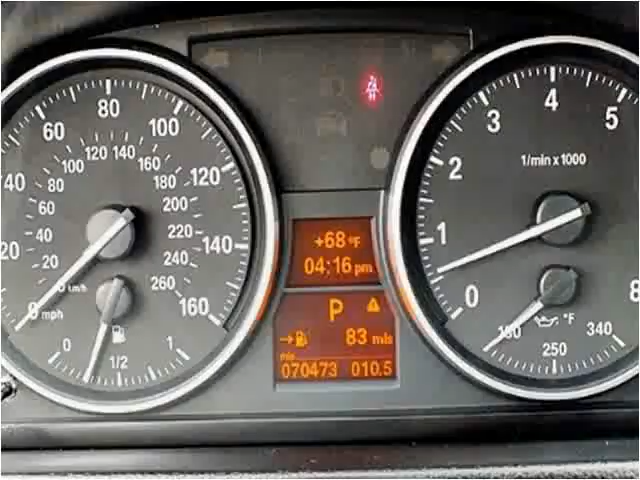 20 40 60 80 100 120 140 160
20 40 60 80 100 120 140 160 180 200 220 240 260
km/h
0 mph
0 1/2 1
+68 °F
04:16 pm
P
83 mls
mls
070473 010.5
0 1 2 3 4 5 8
1/min x 1000
°F
250 340